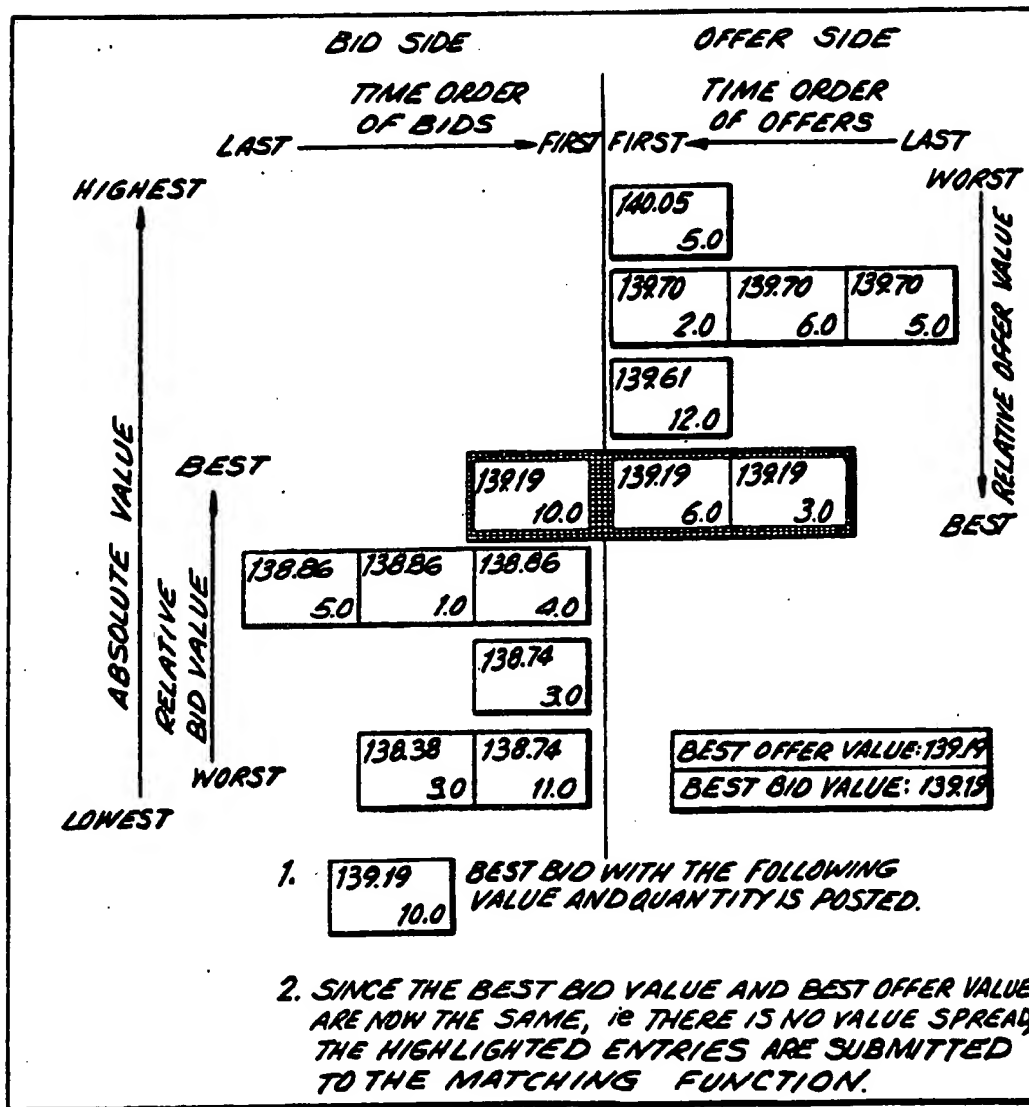 BID SIDE OFFER SIDE
TIME ORDER TIME ORDER
OF BIDS OF OFFERS
LAST FIRST FIRST LAST
HIGHEST WORST
140.05
5.0
139.70 139.70 139.70
2.0 6.0 5.0
RELATIVE OFFER VALUE
139.61
12.0
BEST
139.19 139.19 139.19
10.0 6.0 3.0
BEST
ABSOLUTE VALUE
RELATIVE
BID VALUE
138.86 138.86 138.86
5.0 1.0 4.0
138.74
3.0
138.38 138.74
3.0 11.0
WORST
LOWEST
BEST OFFER VALUE: 139.19
BEST BID VALUE: 139.19
1. 139.19 BEST BID WITH THE FOLLOWING
10.0 VALUE AND QUANTITY IS POSTED.
2. SINCE THE BEST BID VALUE AND BEST OFFER VALUE
ARE NOW THE SAME, ie THERE IS NO VALUE SPREAD,
THE HIGHLIGHTED ENTRIES ARE SUBMITTED
TO THE MATCHING FUNCTION.